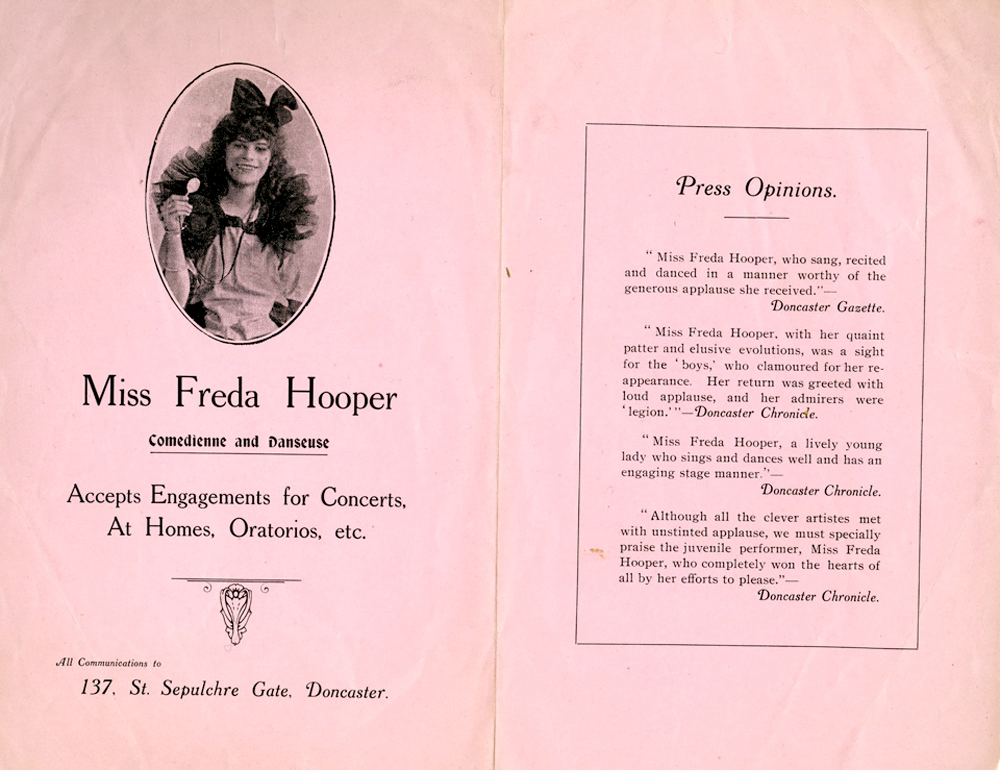 Miss Freda Hooper
Comedienne and Danseuse
Accepts Engagements for Concerts,
At Homes, Oratorios, etc.
All Communications to
137, St. Sepulchre Gate, Doncaster.
Press Opinions.
“ Miss Freda Hooper, who sang, recited
and danced in a manner worthy of the
generous applause she received.”—
Doncaster Gazette.
“ Miss Freda Hooper, with her quaint
patter and elusive evolutions, was a sight
for the ‘boys,’ who clamoured for her re-
appearance. Her return was greeted with
loud applause, and her admirers were
‘legion.’”—Doncaster Chronicle.
“ Miss Freda Hooper, a lively young
lady who sings and dances well and has an
engaging stage manner.”—
Doncaster Chronicle.
“ Although all the clever artistes met
with unstinted applause, we must specially
praise the juvenile performer, Miss Freda
Hooper, who completely won the hearts of
all by her efforts to please.”—
Doncaster Chronicle.